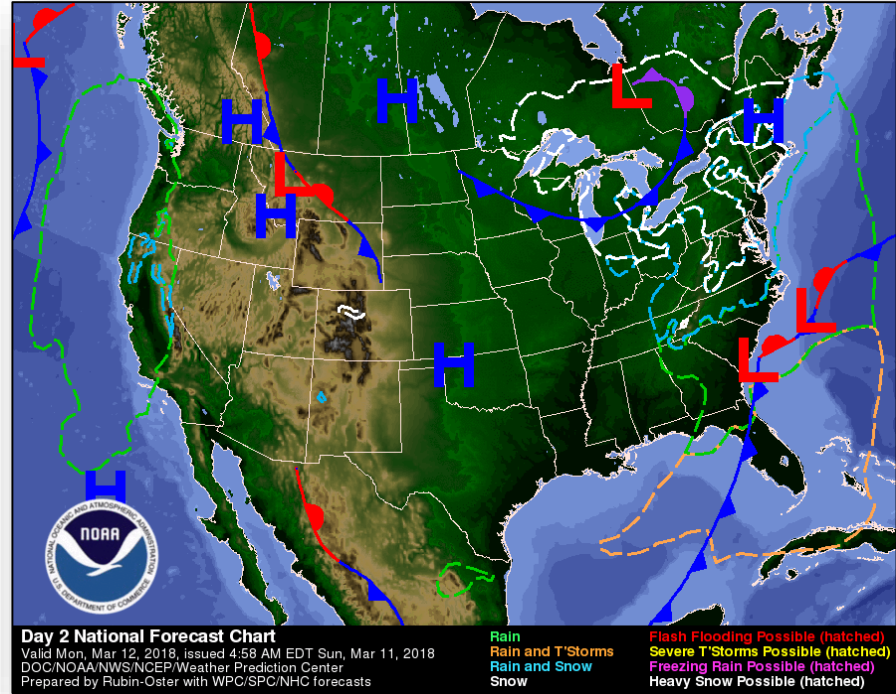 L
H
H
L
H
L
H
H
L
L
H
NATIONAL OCEANIC AND ATMOSPHERIC ADMINISTRATION
NOAA
U.S. DEPARTMENT OF COMMERCE
Day 2 National Forecast Chart
Valid Mon, Mar 12, 2018, issued 4:58 AM EDT Sun, Mar 11, 2018
DOC/NOAA/NWS/NCEP/Weather Prediction Center
Prepared by Rubin-Oster with WPC/SPC/NHC forecasts
Rain
Rain and T'Storms
Rain and Snow
Snow
Flash Flooding Possible (hatched)
Severe T'Storms Possible (hatched)
Freezing Rain Possible (hatched)
Heavy Snow Possible (hatched)